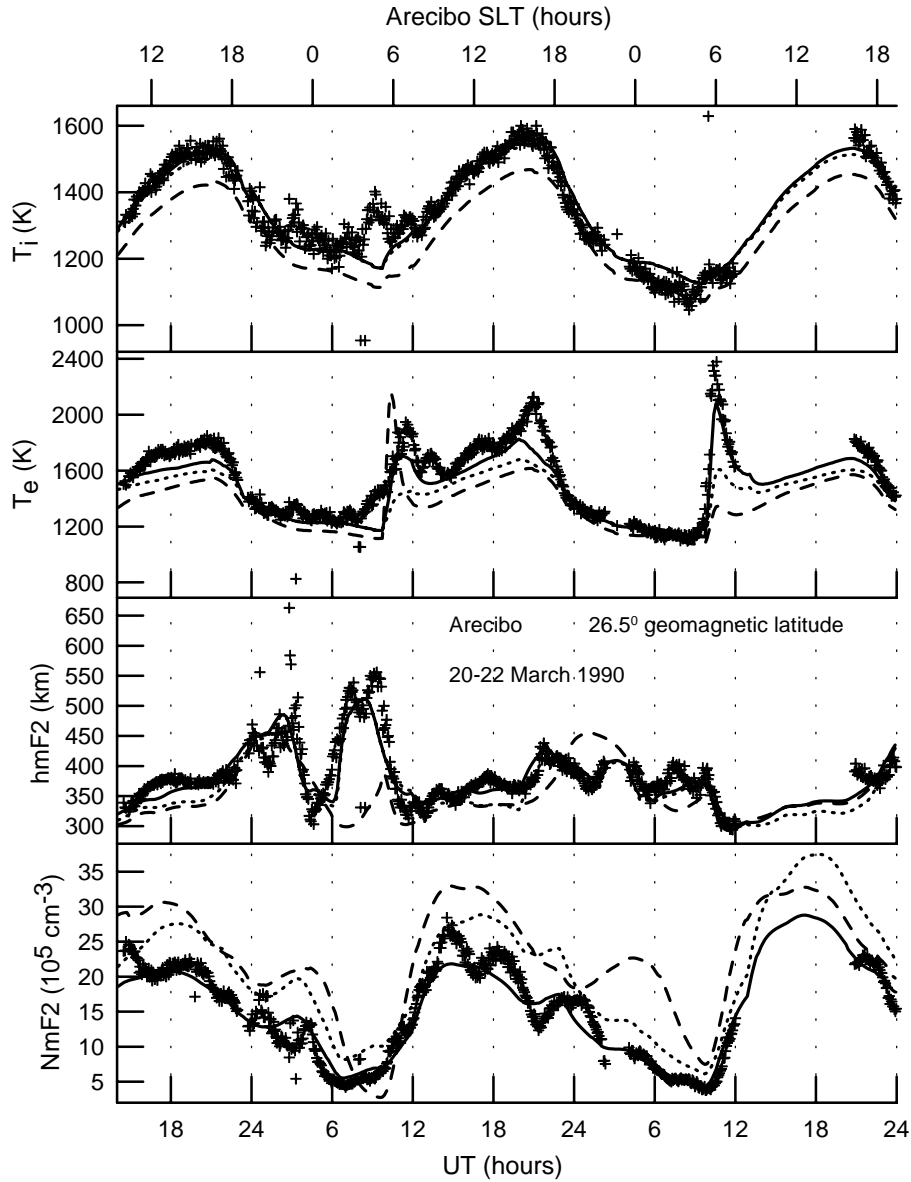 Arecibo SLT (hours)
12 18 0 6 12 18 0 6 12 18
1600
1400
1200
1000
Ti (K)
2400
2000
1600
1200
800
Te (K)
650
600
550
500
450
400
350
300
hmF2 (km)
Arecibo 26.5⁰ geomagnetic latitude
20-22 March 1990
35
30
25
20
15
10
5
NmF2 (10⁵ cm⁻³)
18 24 6 12 18 24 6 12 18 24
UT (hours)